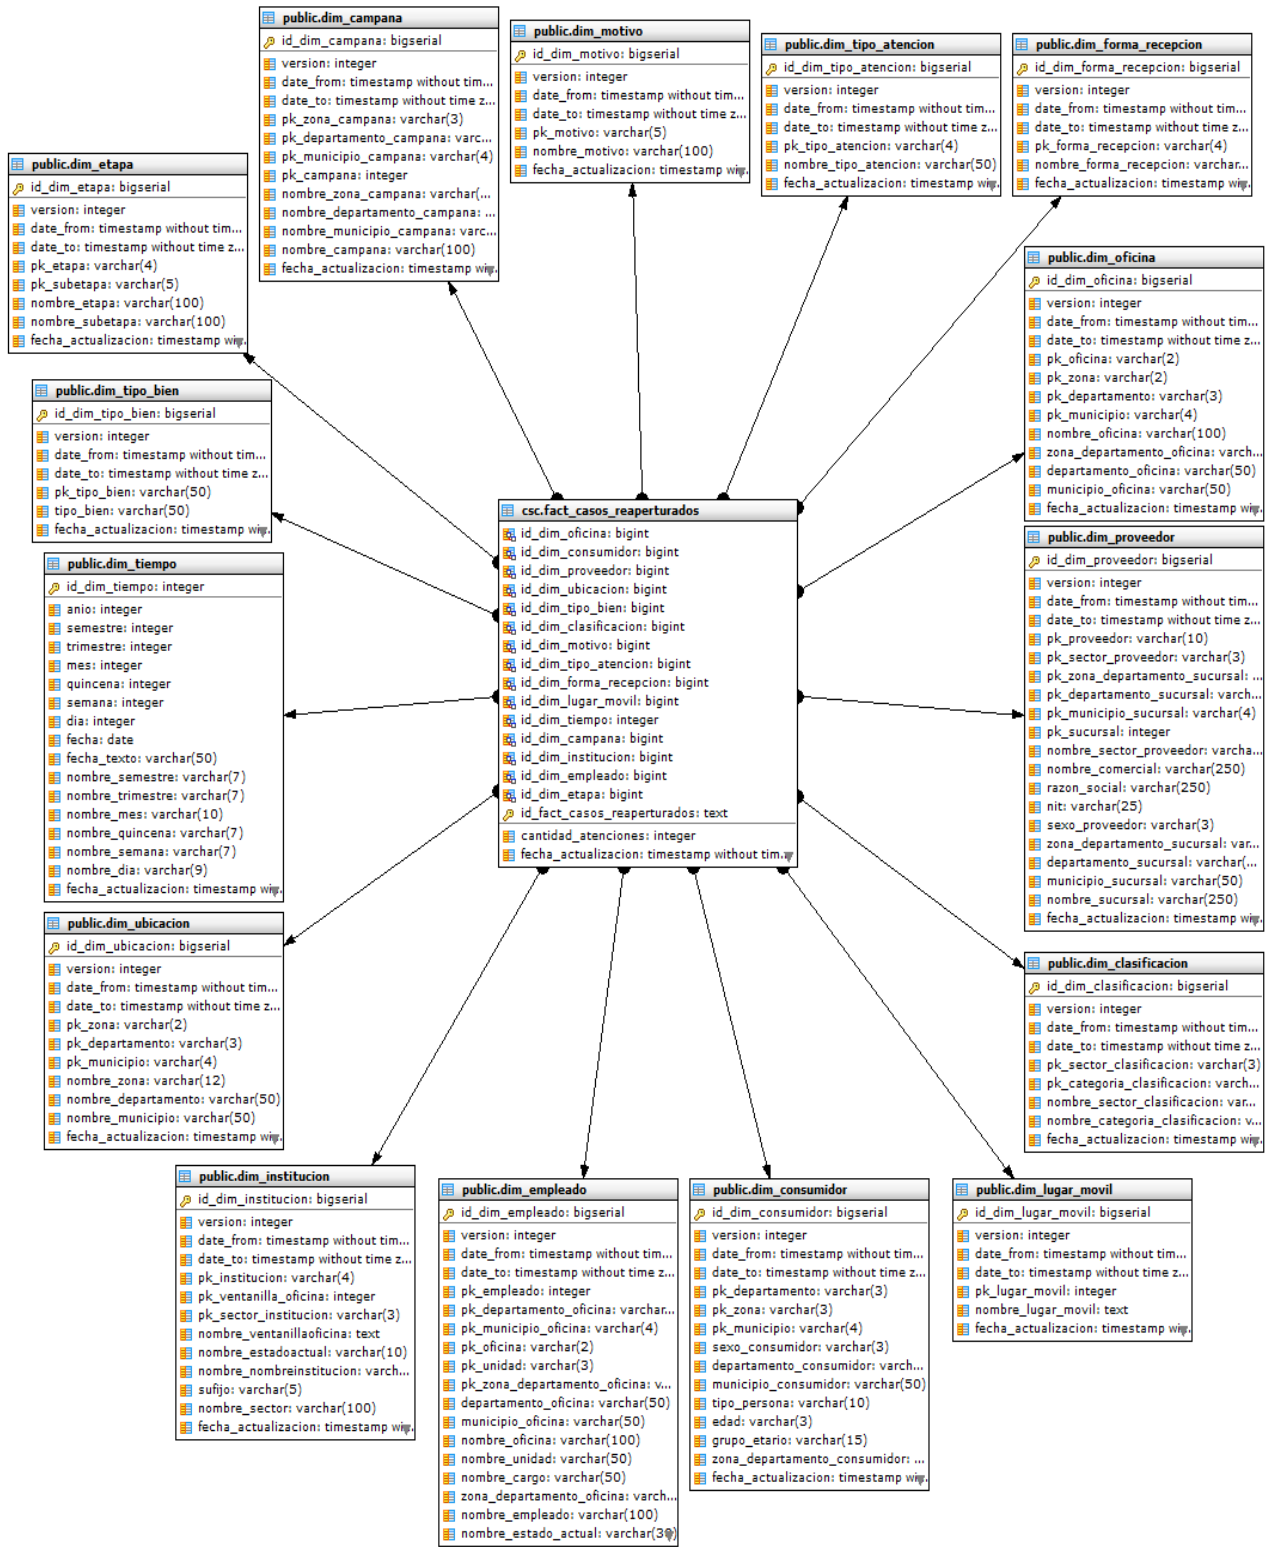 public.dim_campana
id_dim_campana: bigserial
version: integer
date_from: timestamp without tim...
date_to: timestamp without time z...
pk_zona_campana: varchar(3)
pk_departamento_campana: varc...
pk_municipio_campana: varchar(4)
pk_campana: integer
nombre_zona_campana: varchar(...
nombre_departamento_campana: ...
nombre_municipio_campana: varc...
nombre_campana: varchar(100)
fecha_actualizacion: timestamp wi...
public.dim_motivo
id_dim_motivo: bigserial
version: integer
date_from: timestamp without tim...
date_to: timestamp without time z...
pk_motivo: varchar(5)
nombre_motivo: varchar(100)
fecha_actualizacion: timestamp wi...
public.dim_tipo_atencion
id_dim_tipo_atencion: bigserial
version: integer
date_from: timestamp without tim...
date_to: timestamp without time z...
pk_tipo_atencion: varchar(4)
nombre_tipo_atencion: varchar(50)
fecha_actualizacion: timestamp wi...
public.dim_forma_recepcion
id_dim_forma_recepcion: bigserial
version: integer
date_from: timestamp without tim...
date_to: timestamp without time z...
pk_forma_recepcion: varchar(4)
nombre_forma_recepcion: varchar...
fecha_actualizacion: timestamp wi...
public.dim_etapa
id_dim_etapa: bigserial
version: integer
date_from: timestamp without tim...
date_to: timestamp without time z...
pk_etapa: varchar(4)
pk_subetapa: varchar(5)
nombre_etapa: varchar(100)
nombre_subetapa: varchar(100)
fecha_actualizacion: timestamp wi...
public.dim_oficina
id_dim_oficina: bigserial
version: integer
date_from: timestamp without tim...
date_to: timestamp without time z...
pk_oficina: varchar(2)
pk_zona: varchar(2)
pk_departamento: varchar(3)
pk_municipio: varchar(4)
nombre_oficina: varchar(100)
zona_departamento_oficina: varch...
departamento_oficina: varchar(50)
municipio_oficina: varchar(50)
fecha_actualizacion: timestamp wi...
public.dim_tipo_bien
id_dim_tipo_bien: bigserial
version: integer
date_from: timestamp without tim...
date_to: timestamp without time z...
pk_tipo_bien: varchar(50)
tipo_bien: varchar(50)
fecha_actualizacion: timestamp wi...
csc.fact_casos_reaperturados
id_dim_oficina: bigint
id_dim_consumidor: bigint
id_dim_proveedor: bigint
id_dim_ubicacion: bigint
id_dim_tipo_bien: bigint
id_dim_clasificacion: bigint
id_dim_motivo: bigint
id_dim_tipo_atencion: bigint
id_dim_forma_recepcion: bigint
id_dim_lugar_movil: bigint
id_dim_tiempo: integer
id_dim_campana: bigint
id_dim_institucion: bigint
id_dim_empleado: bigint
id_dim_etapa: bigint
id_fact_casos_reaperturados: text
cantidad_atenciones: integer
fecha_actualizacion: timestamp without tim...
public.dim_proveedor
id_dim_proveedor: bigserial
version: integer
date_from: timestamp without tim...
date_to: timestamp without time z...
pk_proveedor: varchar(10)
pk_sector_proveedor: varchar(3)
pk_zona_departamento_sucursal: ...
pk_departamento_sucursal: varch...
pk_municipio_sucursal: varchar(4)
pk_sucursal: integer
nombre_sector_proveedor: varcha...
nombre_comercial: varchar(250)
razon_social: varchar(250)
nit: varchar(25)
sexo_proveedor: varchar(3)
zona_departamento_sucursal: var...
departamento_sucursal: varchar(...
municipio_sucursal: varchar(50)
nombre_sucursal: varchar(250)
fecha_actualizacion: timestamp wi...
public.dim_tiempo
id_dim_tiempo: integer
anio: integer
semestre: integer
trimestre: integer
mes: integer
quincena: integer
semana: integer
dia: integer
fecha: date
fecha_texto: varchar(50)
nombre_semestre: varchar(7)
nombre_trimestre: varchar(7)
nombre_mes: varchar(10)
nombre_quincena: varchar(7)
nombre_semana: varchar(7)
nombre_dia: varchar(9)
fecha_actualizacion: timestamp wi...
public.dim_ubicacion
id_dim_ubicacion: bigserial
version: integer
date_from: timestamp without tim...
date_to: timestamp without time z...
pk_zona: varchar(2)
pk_departamento: varchar(3)
pk_municipio: varchar(4)
nombre_zona: varchar(12)
nombre_departamento: varchar(50)
nombre_municipio: varchar(50)
fecha_actualizacion: timestamp wi...
public.dim_clasificacion
id_dim_clasificacion: bigserial
version: integer
date_from: timestamp without tim...
date_to: timestamp without time z...
pk_sector_clasificacion: varchar(3)
pk_categoria_clasificacion: varch...
nombre_sector_clasificacion: var...
nombre_categoria_clasificacion: v...
fecha_actualizacion: timestamp wi...
public.dim_institucion
id_dim_institucion: bigserial
version: integer
date_from: timestamp without tim...
date_to: timestamp without time z...
pk_institucion: varchar(4)
pk_ventanilla_oficina: integer
pk_sector_institucion: varchar(3)
nombre_ventanillaoficina: text
nombre_estadoactual: varchar(10)
nombre_nombreinstitucion: varch...
sufijo: varchar(5)
nombre_sector: varchar(100)
fecha_actualizacion: timestamp wi...
public.dim_empleado
id_dim_empleado: bigserial
version: integer
date_from: timestamp without tim...
date_to: timestamp without time z...
pk_empleado: integer
pk_departamento_oficina: varchar...
pk_municipio_oficina: varchar(4)
pk_oficina: varchar(2)
pk_unidad: varchar(3)
pk_zona_departamento_oficina: v...
departamento_oficina: varchar(50)
municipio_oficina: varchar(50)
nombre_oficina: varchar(100)
nombre_unidad: varchar(50)
nombre_cargo: varchar(50)
zona_departamento_oficina: varch...
nombre_empleado: varchar(100)
nombre_estado_actual: varchar(30)
public.dim_consumidor
id_dim_consumidor: bigserial
version: integer
date_from: timestamp without tim...
date_to: timestamp without time z...
pk_departamento: varchar(3)
pk_zona: varchar(3)
pk_municipio: varchar(4)
sexo_consumidor: varchar(3)
departamento_consumidor: varch...
municipio_consumidor: varchar(50)
tipo_persona: varchar(10)
edad: varchar(3)
grupo_etario: varchar(15)
zona_departamento_consumidor: ...
fecha_actualizacion: timestamp wi...
public.dim_lugar_movil
id_dim_lugar_movil: bigserial
version: integer
date_from: timestamp without tim...
date_to: timestamp without time z...
pk_lugar_movil: integer
nombre_lugar_movil: text
fecha_actualizacion: timestamp wi...